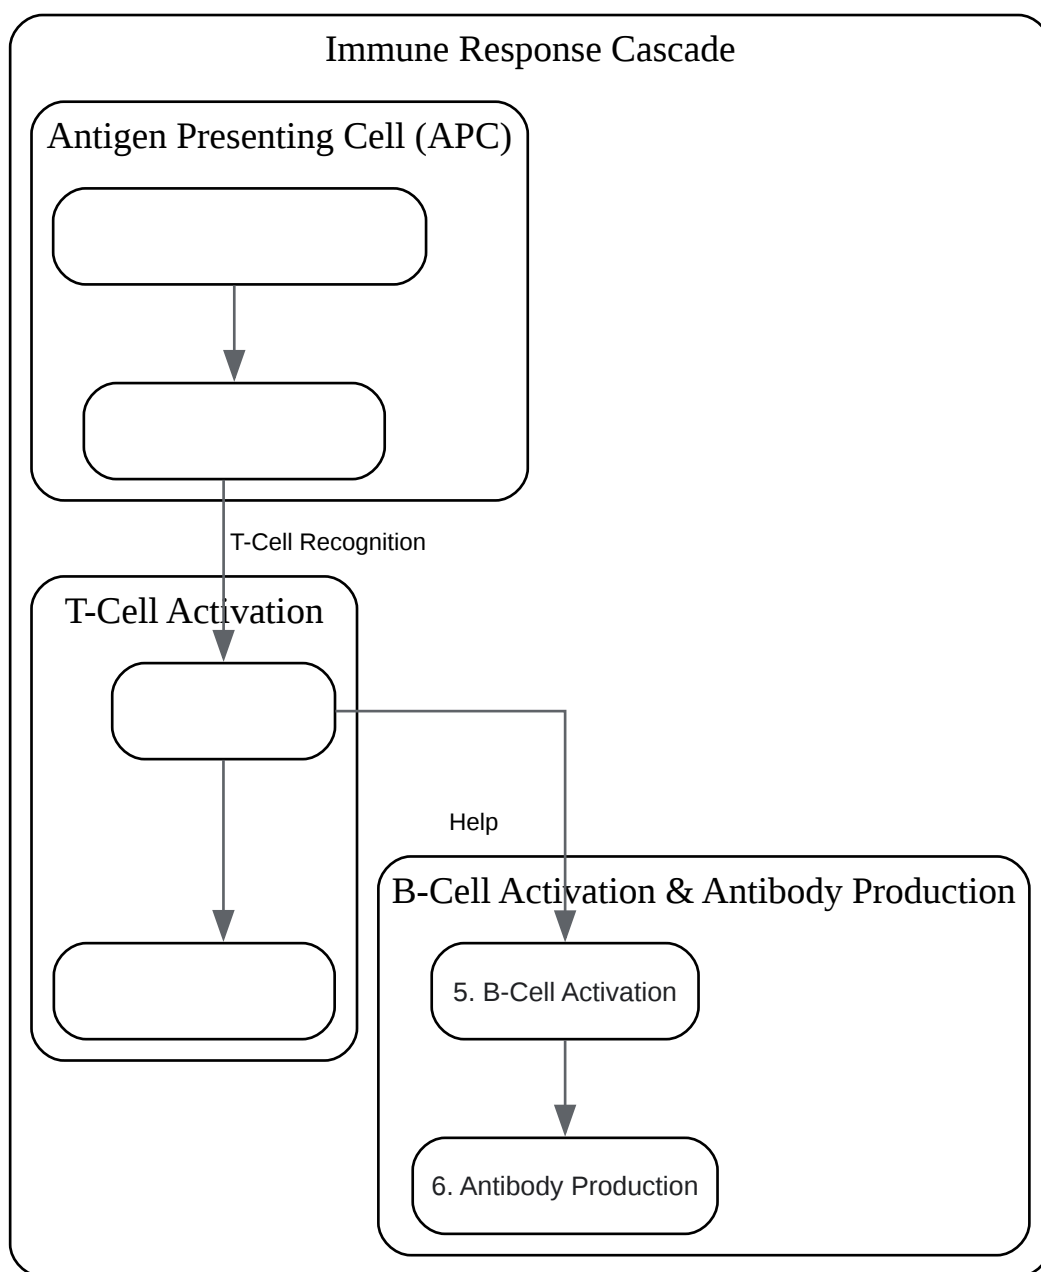 Immune Response Cascade
Antigen Presenting Cell (APC)
T-Cell Recognition
T-Cell Activation
Help
B-Cell Activation & Antibody Production
5. B-Cell Activation
6. Antibody Production